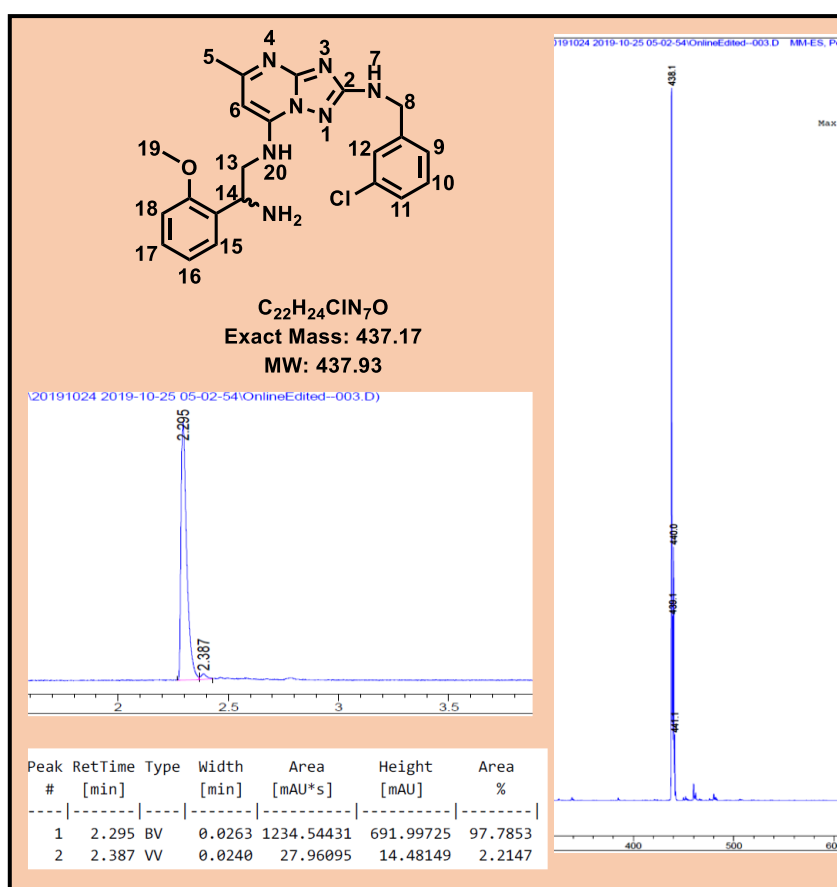 N
4
N
3
5
H
7
N
2
N
8
6
N
N
1
12
9
19
13
NH
20
O
Cl
10
11
14
NH₂
18
15
17
16
C₂₂H₂₄ClN₇O
Exact Mass: 437.17
MW: 437.93
\20191024 2019-10-25 05-02-54\OnlineEdited--003.D)
2.295
2.387
2 2.5 3 3.5
Peak RetTime Type Width Area Height Area
# [min] [min] [mAU*s] [mAU] %
----|-------|----|-------|----------|----------|--------|
1 2.295 BV 0.0263 1234.54431 691.99725 97.7853
2 2.387 VV 0.0240 27.96095 14.48149 2.2147
191024 2019-10-25 05-02-54\OnlineEdited--003.D MM-ES, P
438.1
Max
440.0
439.1
441.1
400 500